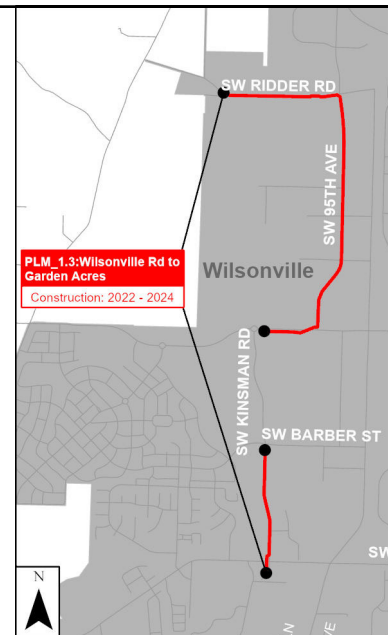 SW RIDDER RD
SW 95TH AVE
PLM_1.3:Wilsonville Rd to
Garden Acres
Construction: 2022 - 2024
Wilsonville
SW KINSMAN RD
SW BARBER ST
SW
N
N
VE